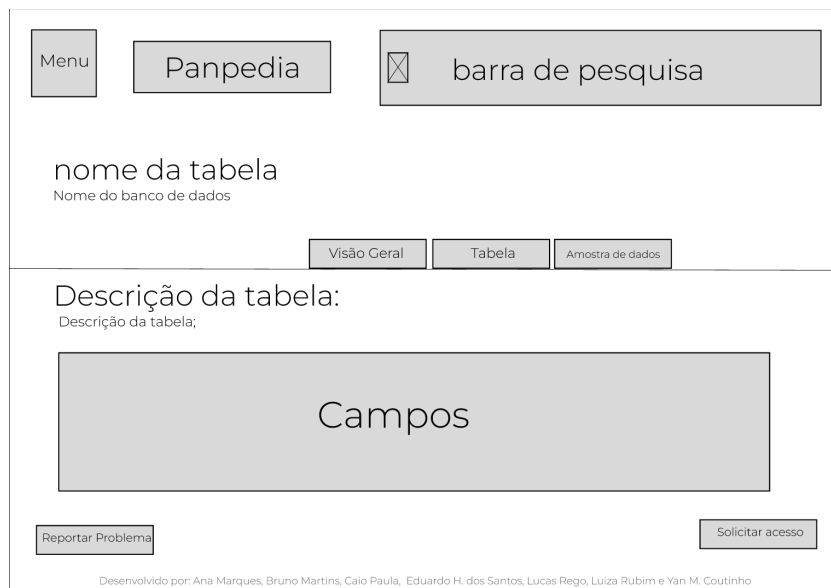 Menu
Panpedia
barra de pesquisa
nome da tabela
Nome do banco de dados
Visão Geral
Tabela
Amostra de dados
Descrição da tabela:
Descrição da tabela;
Campos
Reportar Problema
Solicitar acesso
Desenvolvido por: Ana Marques, Bruno Martins, Caio Paula, Eduardo H. dos Santos, Lucas Rego, Luiza Rubim e Yan M. Coutinho